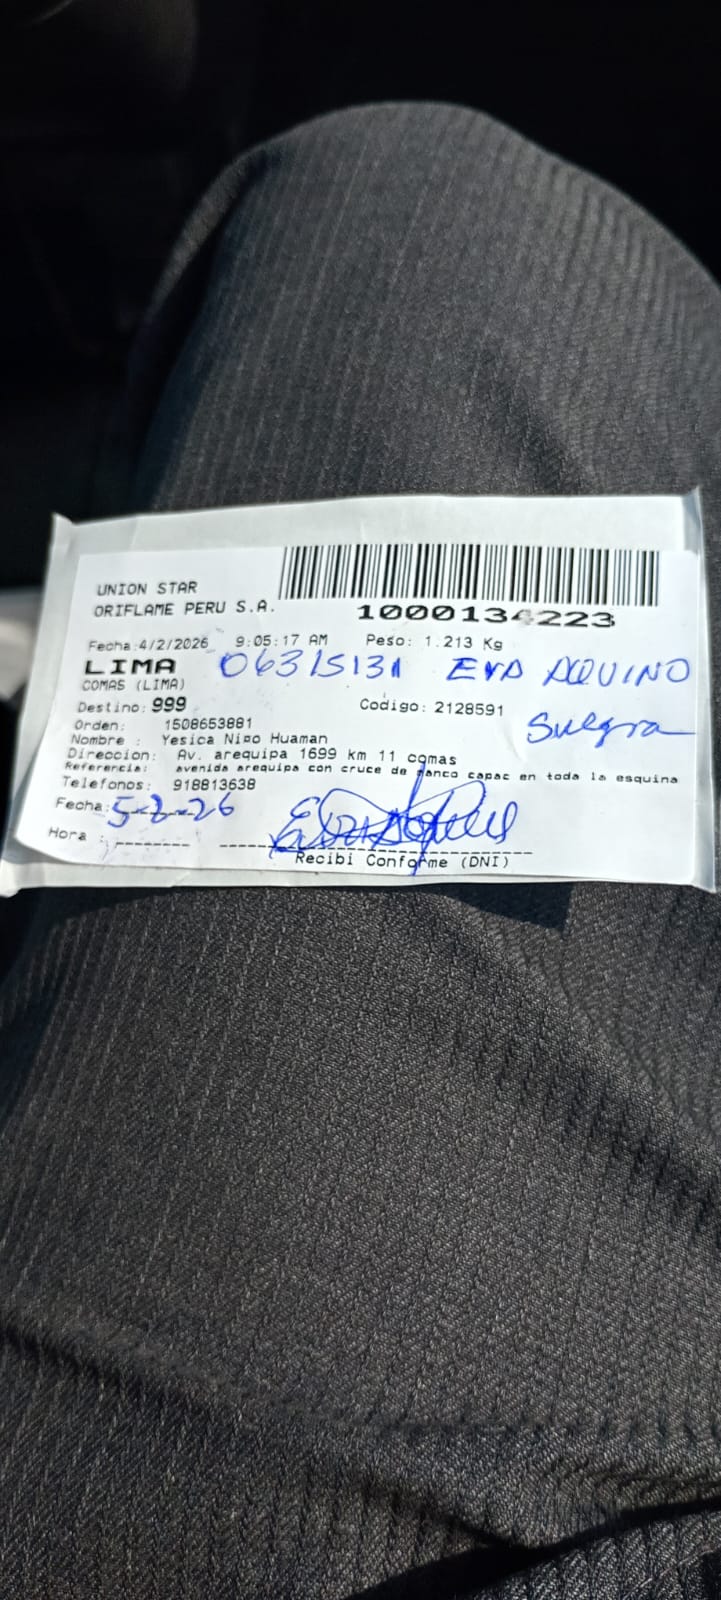 UNION STAR
ORIFLAME PERU S.A.
1000134223
Fecha:4/2/2026 9:05:17 AM Peso: 1.213 Kg
LIMA 06315131 EVA AQUINO
COMAS (LIMA)
Destino: 999 Codigo: 2128591 Suegra
Orden: 1508653881
Nombre : Yesica Nipo Huaman
Direccion: Av. arequipa 1699 km 11 comas
Referencia: avenida arequipa con cruce de manco capac en toda la esquina
Telefonos: 918813638
Fecha: 5-2-26
Hora :
Recibi Conforme (DNI)